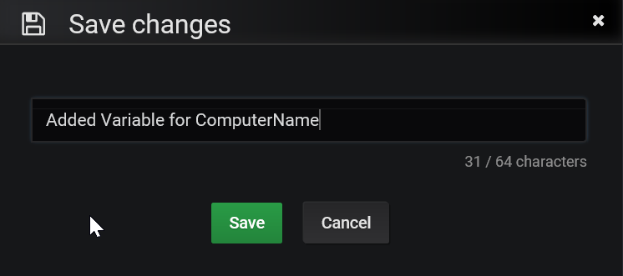 Save changes
Added Variable for ComputerName
31 / 64 characters
Save Cancel